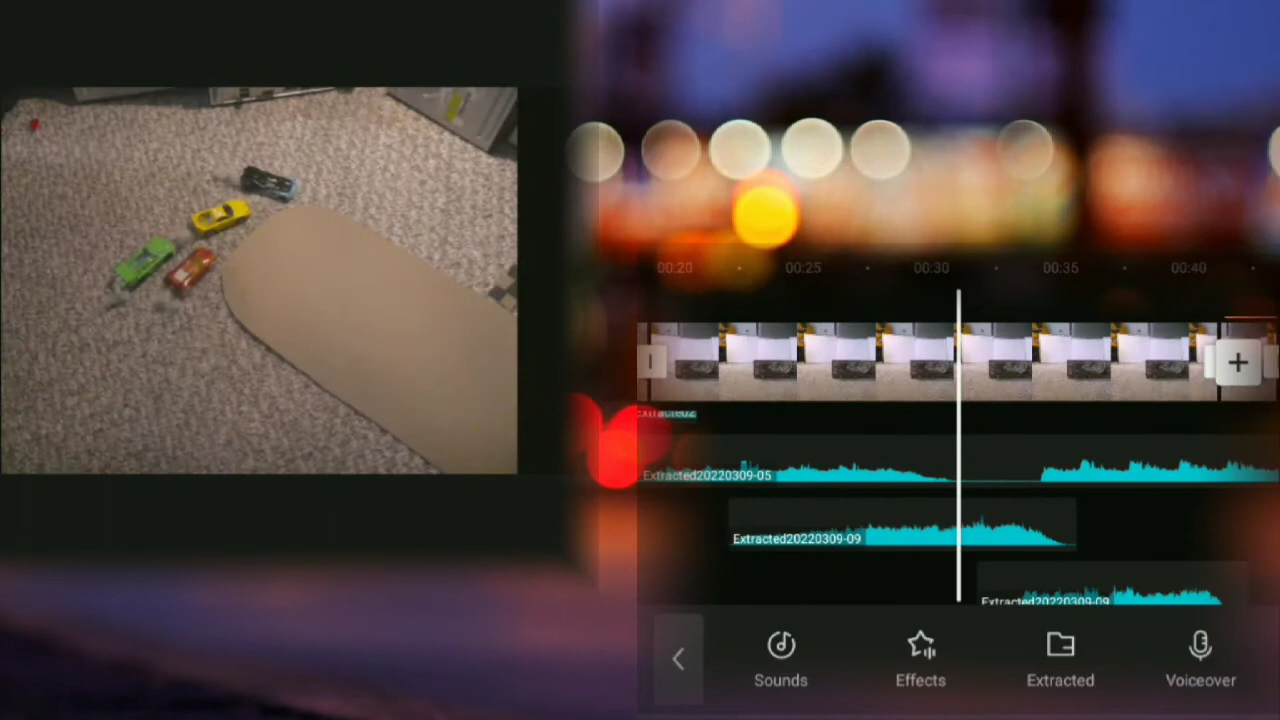 00:20 00:25 00:30 00:35 00:40
Extracted2
Extracted20220309-05
Extracted20220309-09
Extracted20220309-09
Sounds Effects Extracted Voiceover